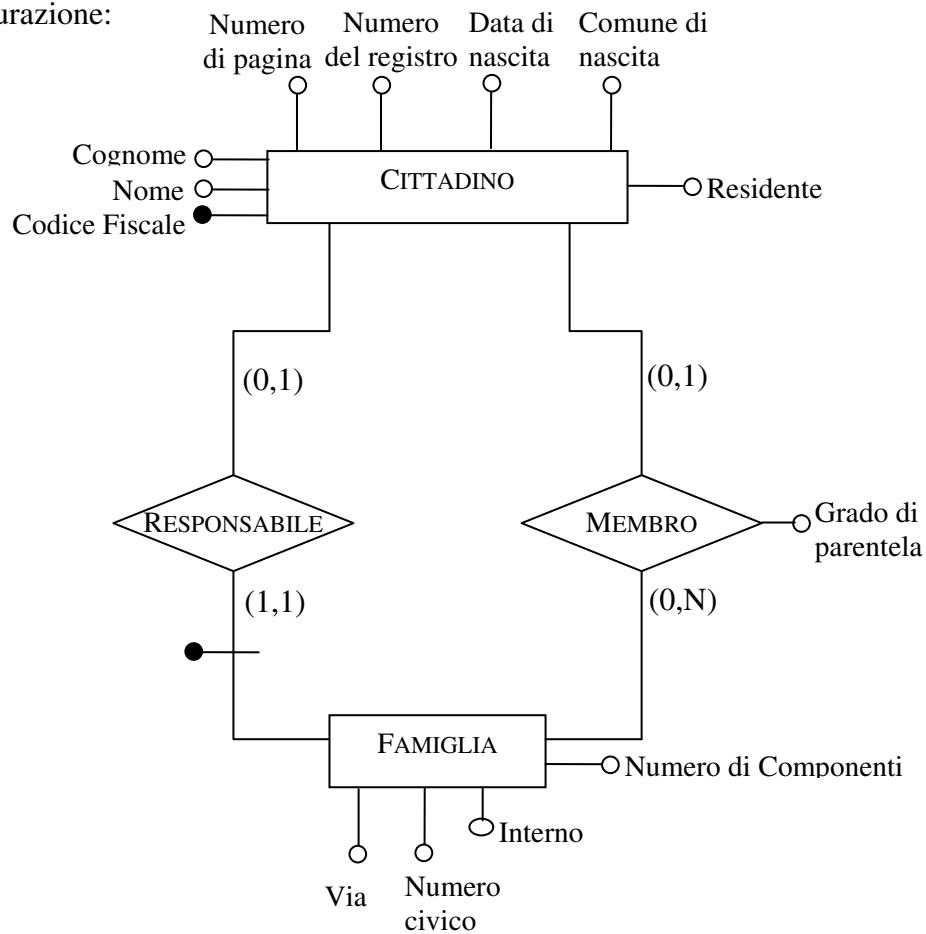 urazione:
Numero
di pagina
Numero
del registro
Data di
nascita
Comune di
nascita
Cognome
Nome
Codice Fiscale
CITTADINO
Residente
(0,1)
(0,1)
RESPONSABILE
MEMBRO
Grado di
parentela
(1,1)
(0,N)
FAMIGLIA
Numero di Componenti
Interno
Via
Numero
civico